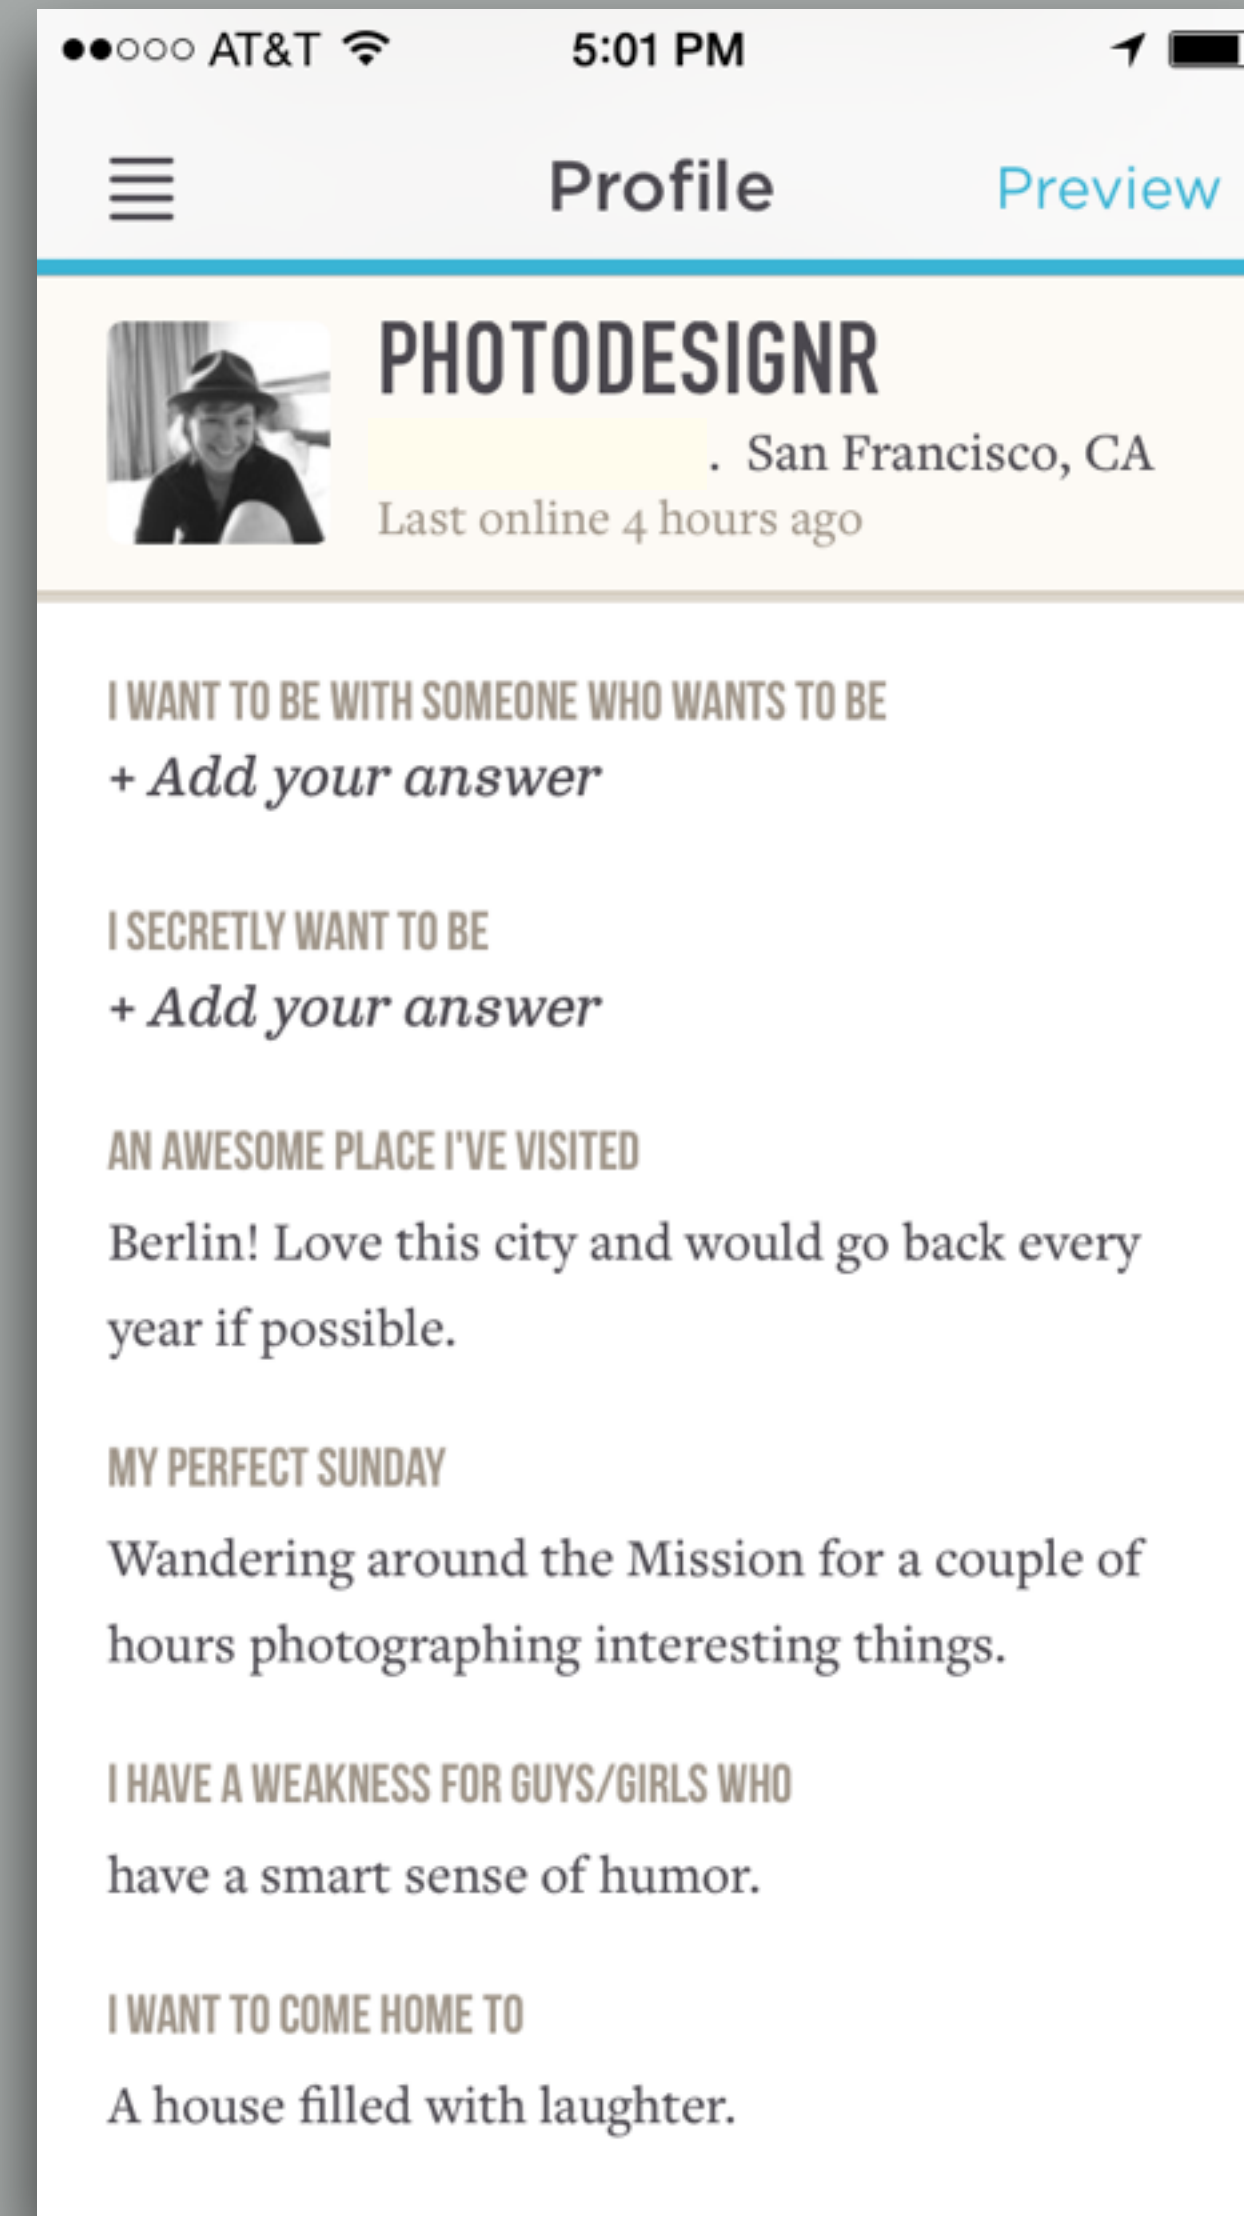 AT&T 5:01 PM
Profile Preview
PHOTODESIGNR
. San Francisco, CA
Last online 4 hours ago
I WANT TO BE WITH SOMEONE WHO WANTS TO BE
+ Add your answer
I SECRETLY WANT TO BE
+ Add your answer
AN AWESOME PLACE I'VE VISITED
Berlin! Love this city and would go back every
year if possible.
MY PERFECT SUNDAY
Wandering around the Mission for a couple of
hours photographing interesting things.
I HAVE A WEAKNESS FOR GUYS/GIRLS WHO
have a smart sense of humor.
I WANT TO COME HOME TO
A house filled with laughter.